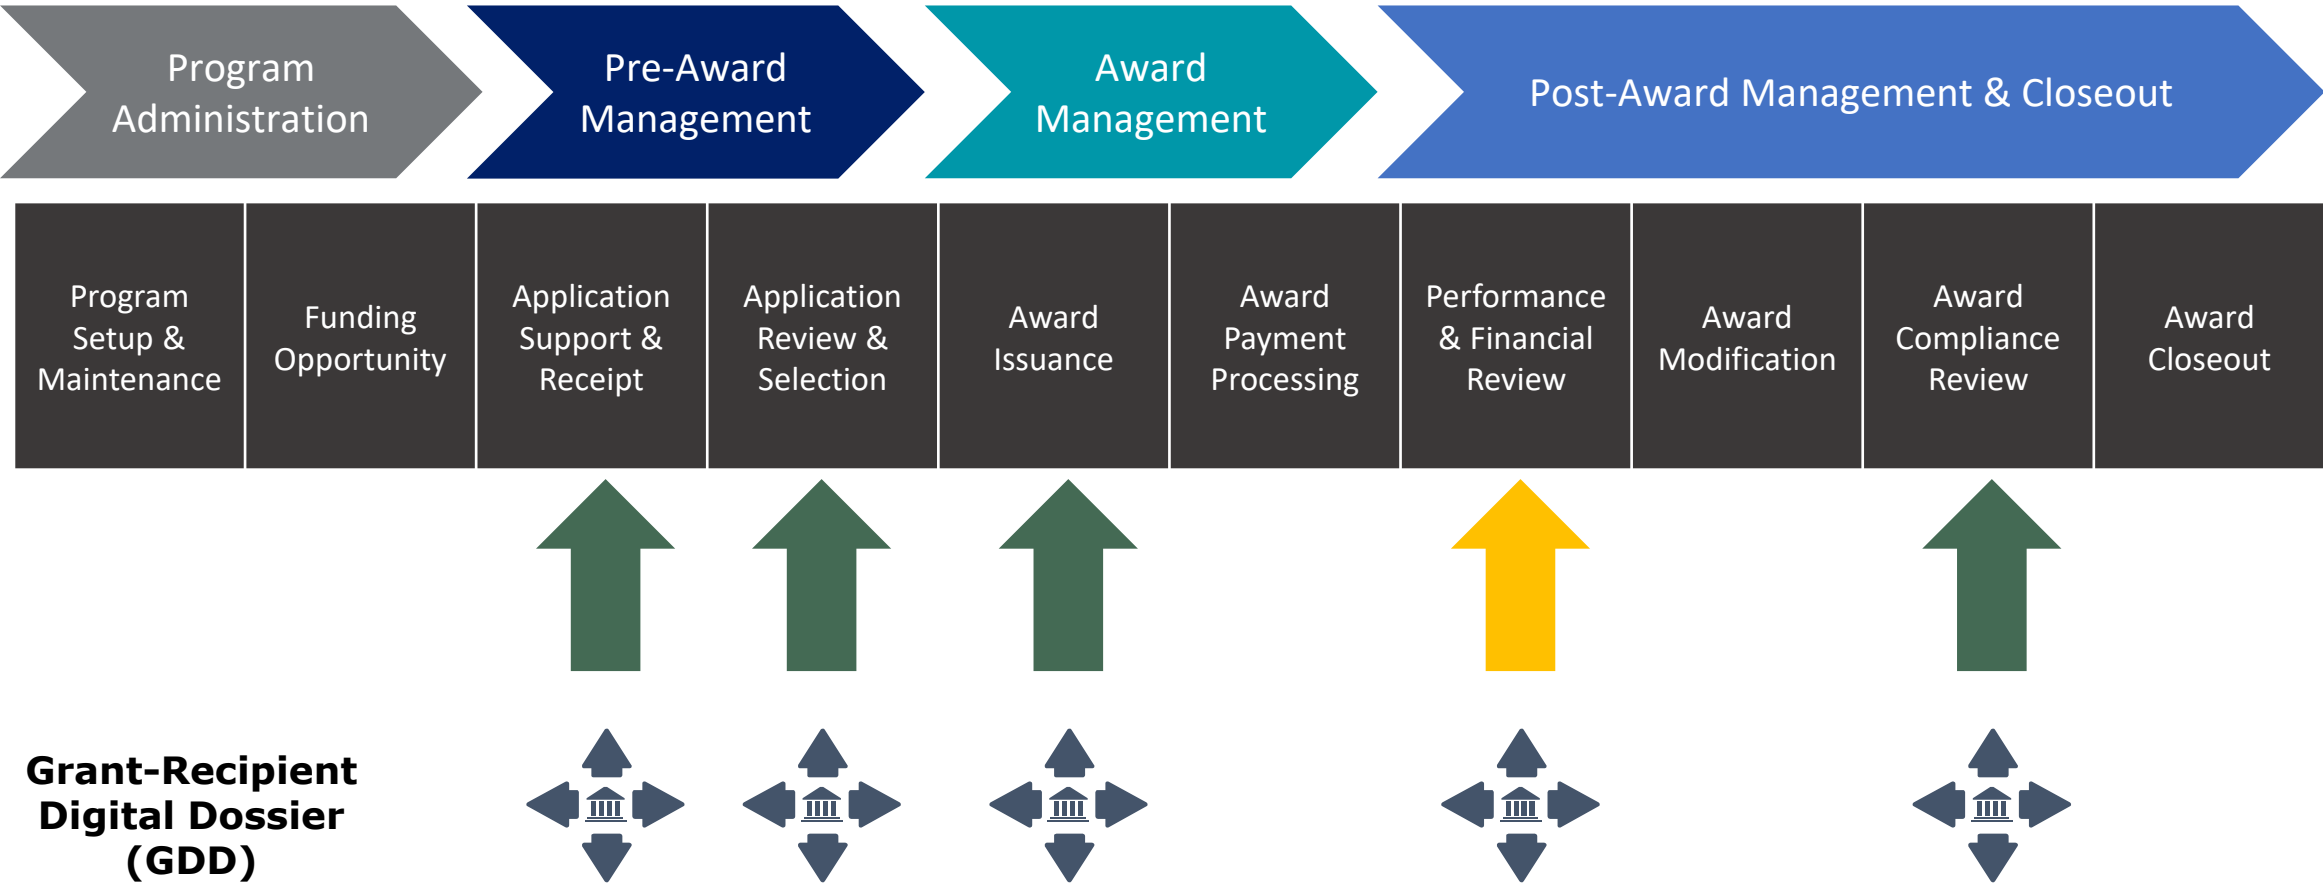 Program
Administration
Pre-Award
Management
Award
Management
Post-Award Management & Closeout
Program
Setup &
Maintenance
Funding
Opportunity
Application
Support &
Receipt
Application
Review &
Selection
Award
Issuance
Award
Payment
Processing
Performance
& Financial
Review
Award
Modification
Award
Compliance
Review
Award
Closeout
Grant-Recipient
Digital Dossier
(GDD)